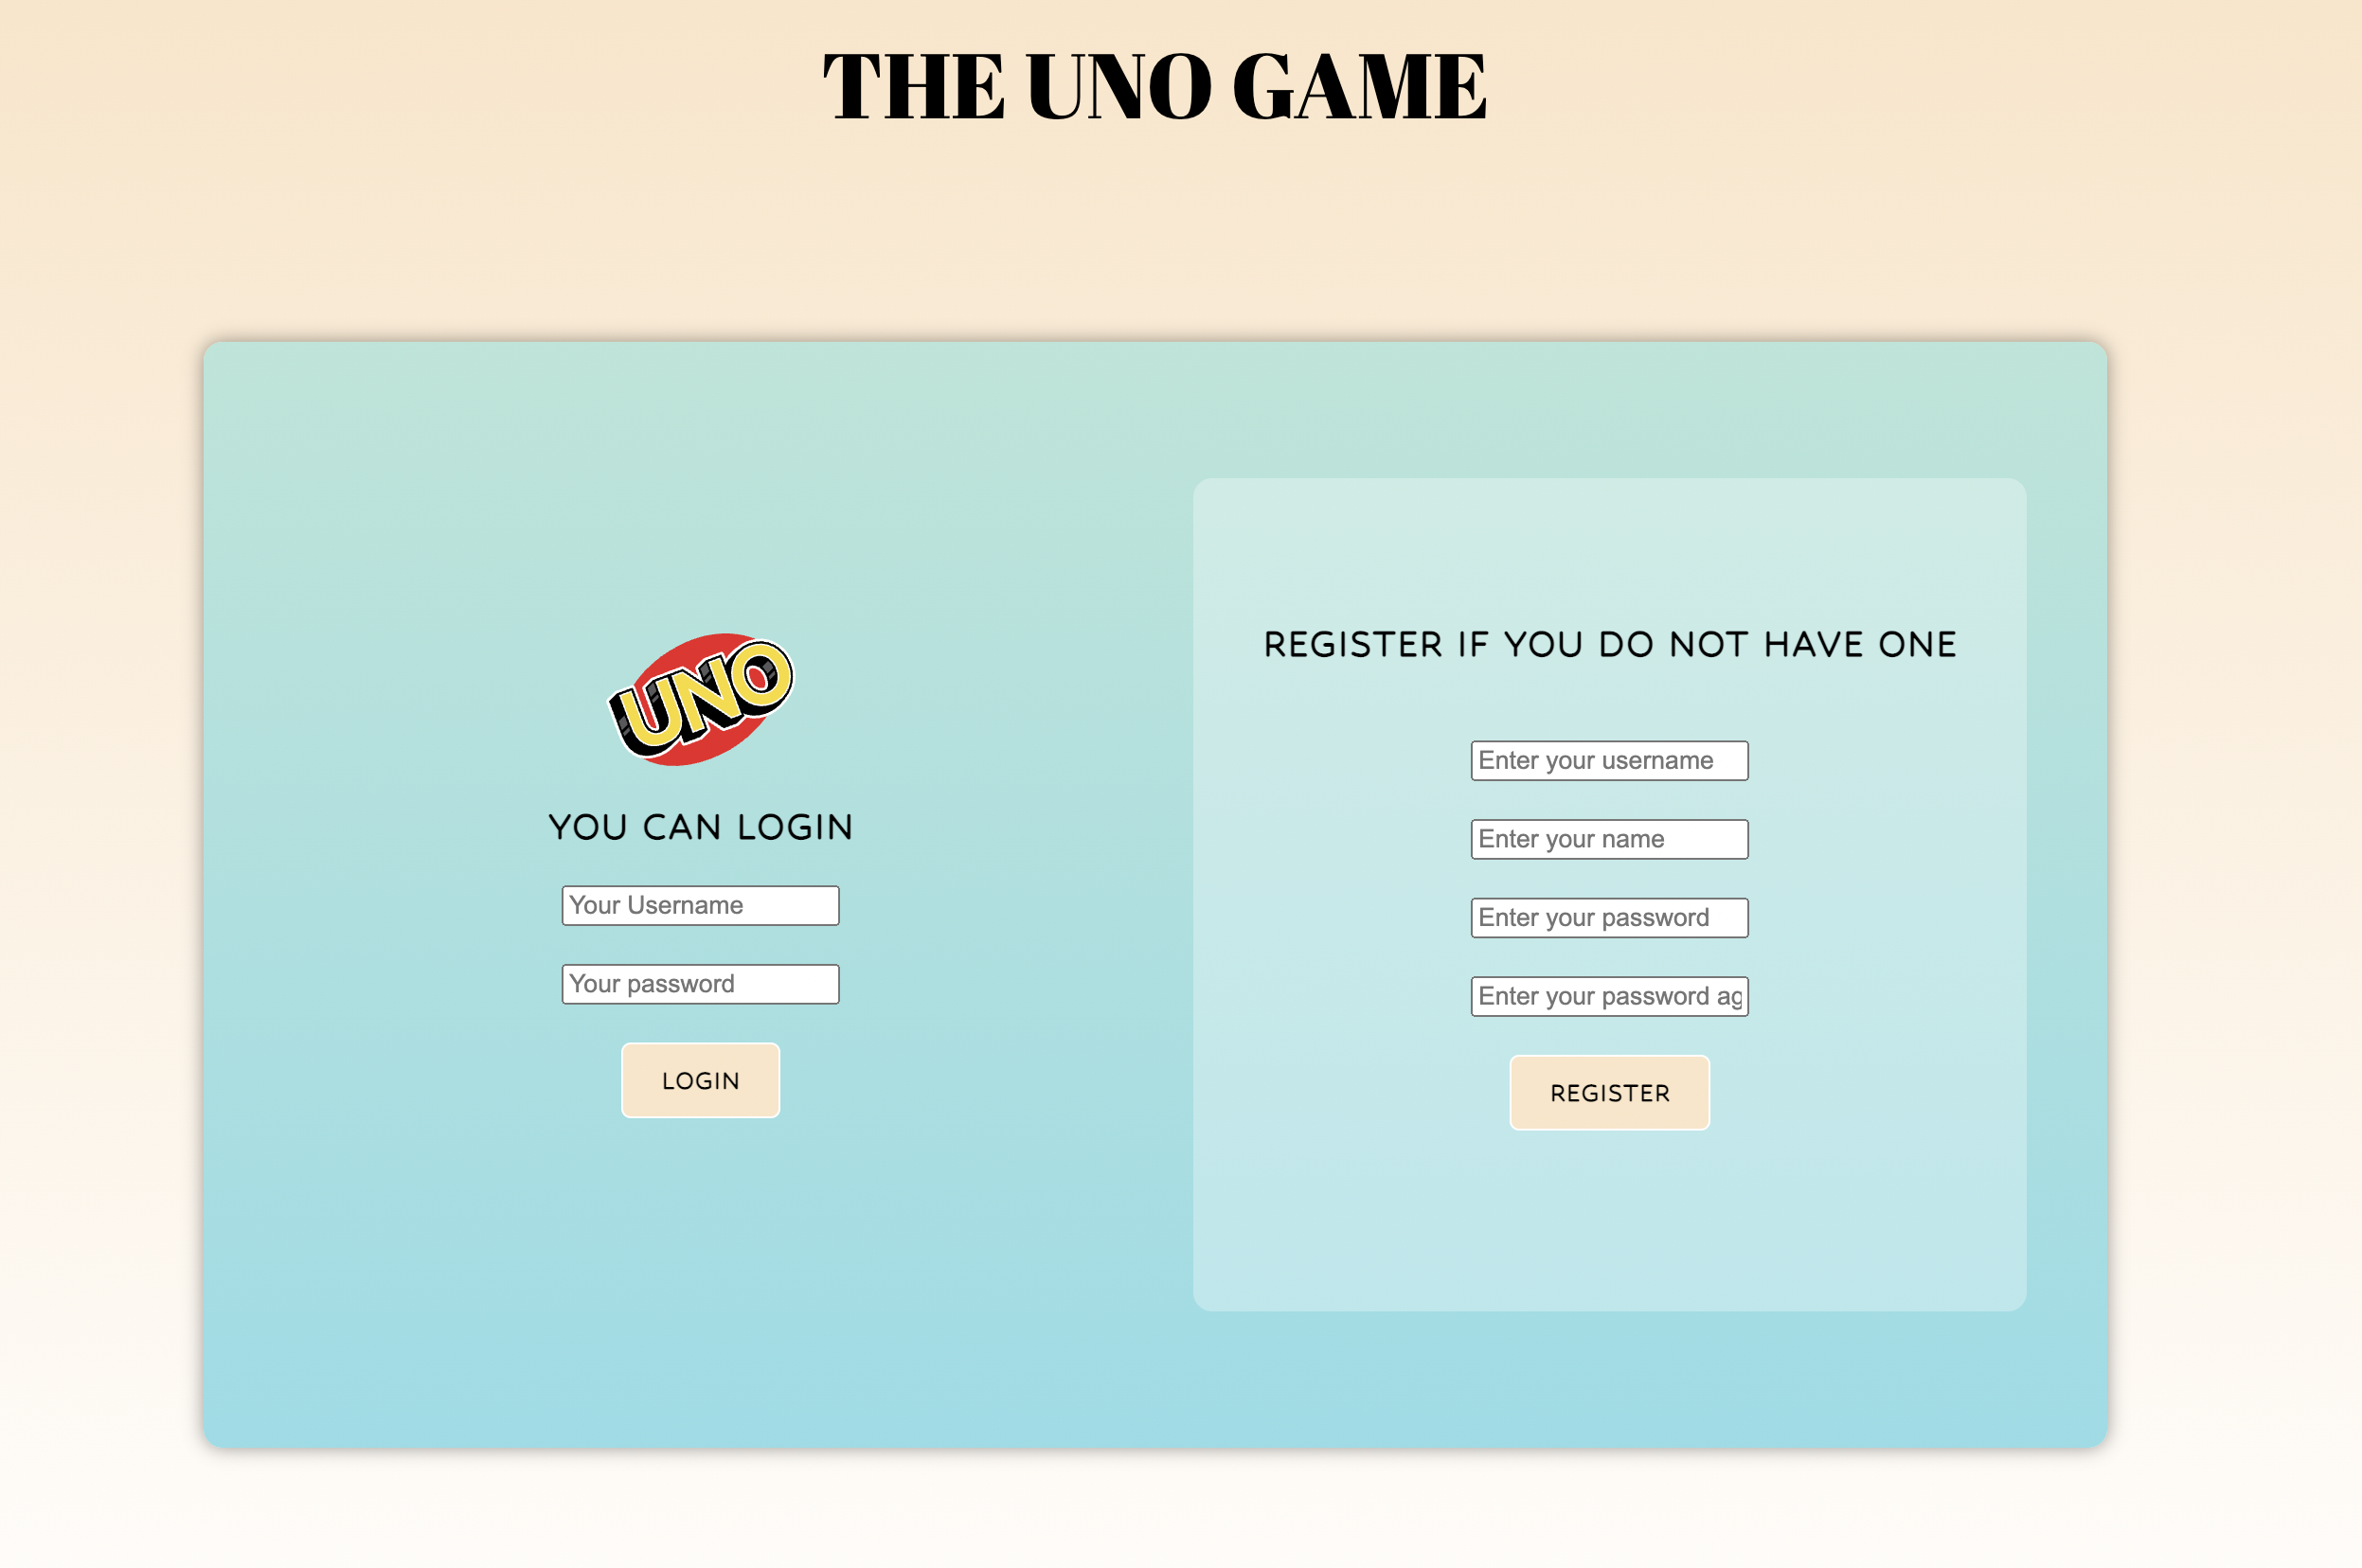 THE UNO GAME
UNO
YOU CAN LOGIN
Your Username
Your password
LOGIN
REGISTER IF YOU DO NOT HAVE ONE
Enter your username
Enter your name
Enter your password
Enter your password ag
REGISTER